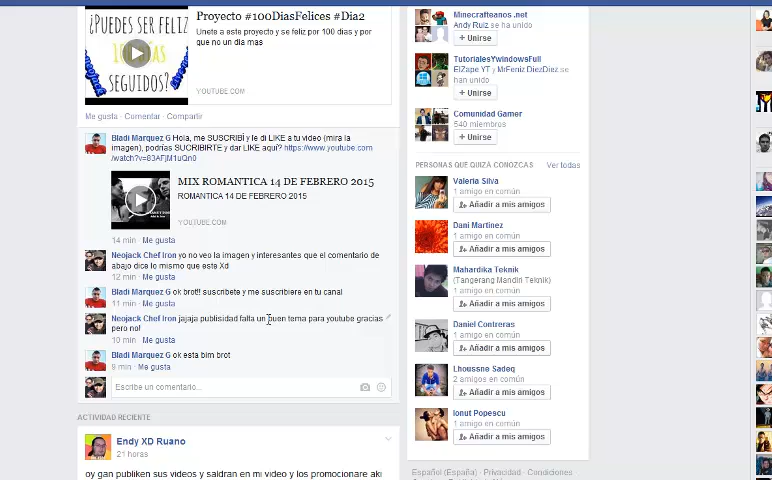 ¿PUEDES SER FELIZ
100 DIAS
SEGUIDOS?
Proyecto #100DiasFelices #Dia2
Unete a este proyecto y se feliz por 100 dias y por
que no un dia mas
YOUTUBE.COM
Me gusta · Comentar · Compartir
Bladi Marquez G Hola, me SUSCRIBÍ y le di LIKE a tu video (mira la
imagen), podrías SUSCRIBIRTE y dar LIKE aquí? https://www.youtube.com
/watch?v=83AFjM1uQn0
MIX ROMANTICA 14 DE FEBRERO 2015
ROMANTICA 14 DE FEBRERO 2015
YOUTUBE.COM
14 min · Me gusta
Neojack Chef Iron yo no veo la imagen y interesantes que el comentario de
abajo dice lo mismo que este Xd
12 min · Me gusta
Bladi Marquez G ok brot!! suscribete y me suscribire en tu canal
11 min · Me gusta
Neojack Chef Iron jajaja publisidad falta un buen tema para youtube gracias
pero no!
10 min · Me gusta
Bladi Marquez G ok esta bim brot
9 min · Me gusta
Escribe un comentario...
ACTIVIDAD RECIENTE
Endy XD Ruano
21 horas
oy gan publiken sus videos y saldran en mi video y los promocionare aki
Minecrafteanos .net
Andy Ruiz se ha unido
+ Unirse
TutorialesYwindowsFull
ElZape YT y MrFeniz DiezDiez se
han unido
+ Unirse
Comunidad Gamer
540 miembros
+ Unirse
PERSONAS QUE QUIZÁ CONOZCAS Ver todas
Valeria Silva
1 amigo en común
Añadir a mis amigos
Dani Martinez
1 amigo en común
Añadir a mis amigos
Mahardika Teknik
(Tangerang Mandiri Teknik)
1 amigo en común
Añadir a mis amigos
Daniel Contreras
1 amigo en común
Añadir a mis amigos
Lhoussne Sadeq
2 amigos en común
Añadir a mis amigos
Ionut Popescu
1 amigo en común
Añadir a mis amigos
Español (España) · Privacidad · Condiciones